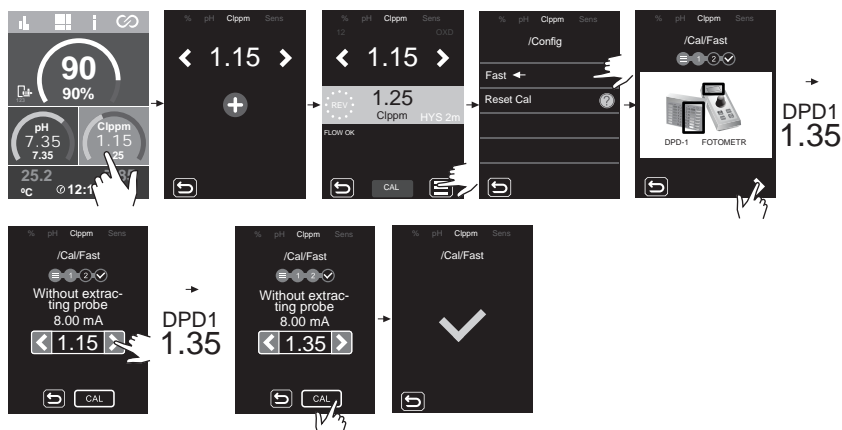 90
90%
pH
7.35
7.35
Clppm
1.15
25
25.2
ºC
12:1
85
% pH Clppm Sens
1.15
% pH Clppm Sens
12 OXD
1.15
REV
1.25
Clppm
HYS 2m
FLOW OK
CAL
% pH Clppm Sens
/Config
Fast
Reset Cal ?
% pH Clppm Sens
/Cal/Fast
1 2
DPD-1 FOTOMETR
DPD1
1.35
% pH Clppm Sens
/Cal/Fast
1 2
Without extrac-
ting probe
8.00 mA
1.15
CAL
DPD1
1.35
% pH Clppm Sens
/Cal/Fast
1 2
Without extrac-
ting probe
8.00 mA
1.35
CAL
% pH Clppm Sens
/Cal/Fast